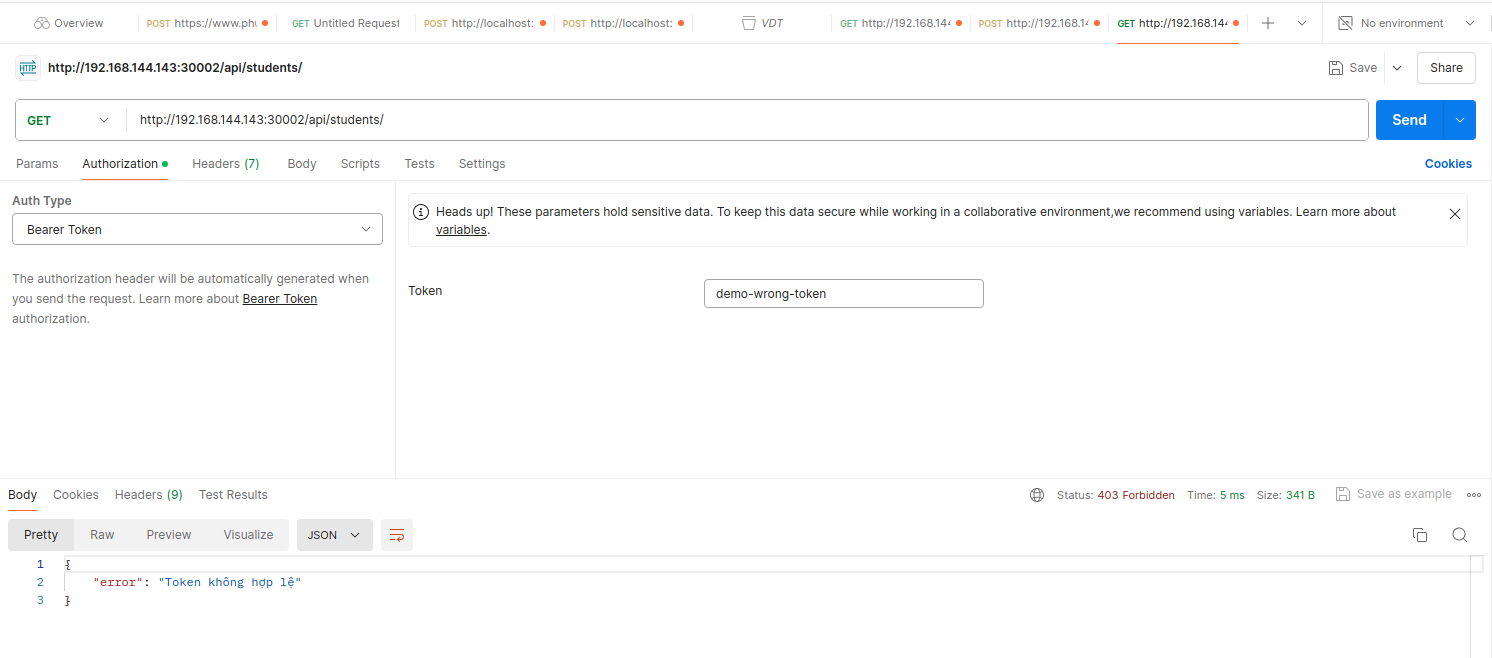 Overview
POST https://www.phu
GET Untitled Request
POST http://localhost:
POST http://localhost:
VDT
GET http://192.168.144
POST http://192.168.14
GET http://192.168.144
No environment
HTTP http://192.168.144.143:30002/api/students/
Save
Share
GET http://192.168.144.143:30002/api/students/
Send
Params Authorization Headers (7) Body Scripts Tests Settings Cookies
Auth Type
Bearer Token
The authorization header will be automatically generated when
you send the request. Learn more about Bearer Token
authorization.
Heads up! These parameters hold sensitive data. To keep this data secure while working in a collaborative environment,we recommend using variables. Learn more about
variables.
Token demo-wrong-token
Body Cookies Headers (9) Test Results Status: 403 Forbidden Time: 5 ms Size: 341 B Save as example
Pretty Raw Preview Visualize JSON
1 {
2 "error": "Token không hợp lệ"
3 }